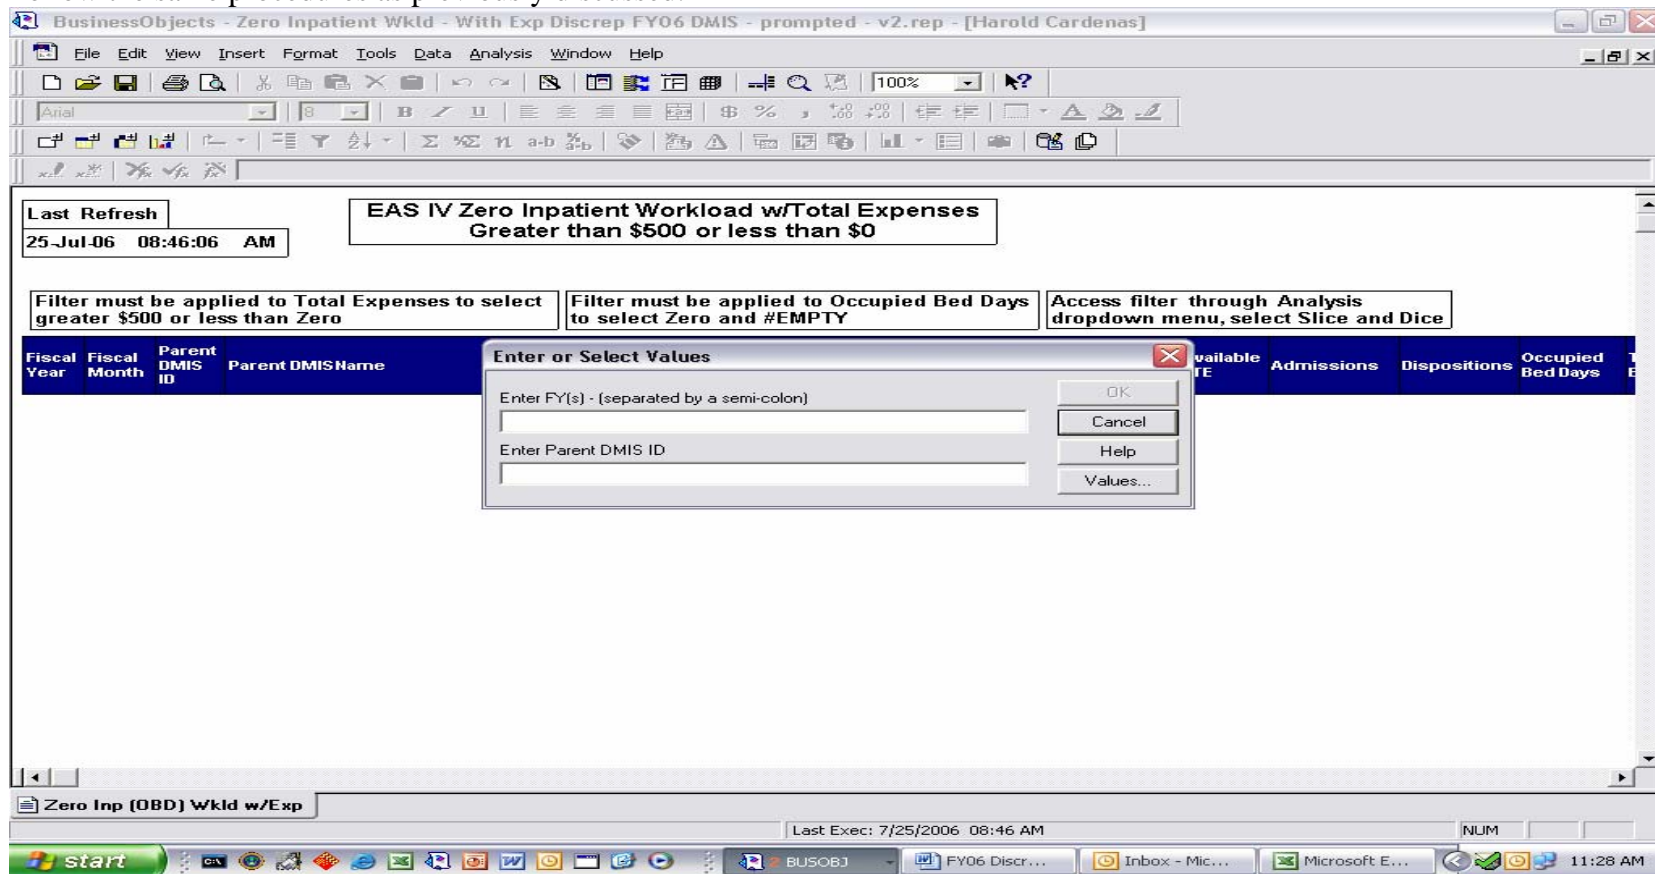 BusinessObjects - Zero Inpatient Wkld - With Exp Discrep FY06 DMIS - prompted - v2.rep - [Harold Cardenas]
File Edit View Insert Format Tools Data Analysis Window Help
100%
Arial 8 B U $ %
Last Refresh
25-Jul-06 08:46:06 AM
EAS IV Zero Inpatient Workload w/Total Expenses
Greater than $500 or less than $0
Filter must be applied to Total Expenses to select
greater $500 or less than Zero
Filter must be applied to Occupied Bed Days
to select Zero and #EMPTY
Access filter through Analysis
dropdown menu, select Slice and Dice
Fiscal Year
Fiscal Month
Parent DMIS ID
Parent DMIS Name
Admissions
Dispositions
Occupied Bed Days
Enter or Select Values
Enter FY(s) - (separated by a semi-colon)
Enter Parent DMIS ID
OK
Cancel
Help
Values...
Zero Inp (OBD) Wkld w/Exp
Last Exec: 7/25/2006 08:46 AM
NUM
start
2 BUSOBJ
FY06 Discr...
Inbox - Mic...
Microsoft E...
11:28 AM